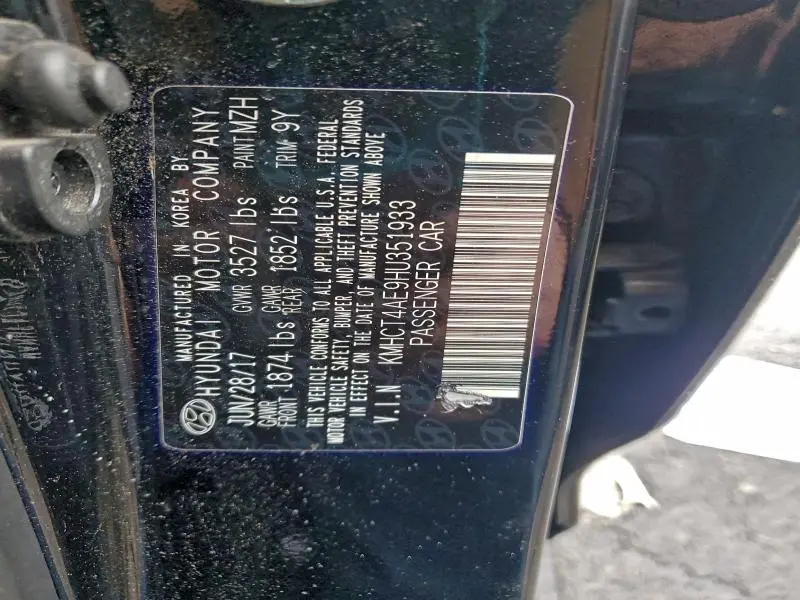 MANUFACTURED IN KOREA BY
HYUNDAI MOTOR COMPANY
JUN/28/17 GVWR 3527 lbs PAINT MZH
GAWR FRONT 1874 lbs GAWR REAR 1852 lbs TRIM 9Y
THIS VEHICLE CONFORMS TO ALL APPLICABLE U.S.A. FEDERAL
MOTOR VEHICLE SAFETY, BUMPER, AND THEFT PREVENTION STANDARDS
IN EFFECT ON THE DATE OF MANUFACTURE SHOWN ABOVE
V.I.N KMHCT4AE9HU351933
PASSENGER CAR